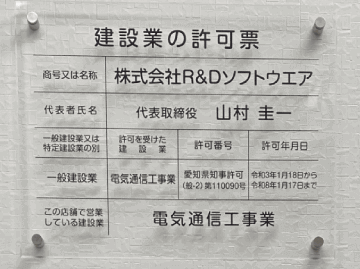 建設業の許可票
商号又は名称 株式会社R&Dソフトウエア
代表者氏名 代表取締役 山村 圭一
一般建設業又は
特定建設業の別
許可を受けた
建設業
許可番号
許可年月日
一般建設業
電気通信工事業
愛知県知事許可
(般-2)第110090号
令和3年1月18日から
令和8年1月17日まで
この店舗で営業
している建設業
電気通信工事業